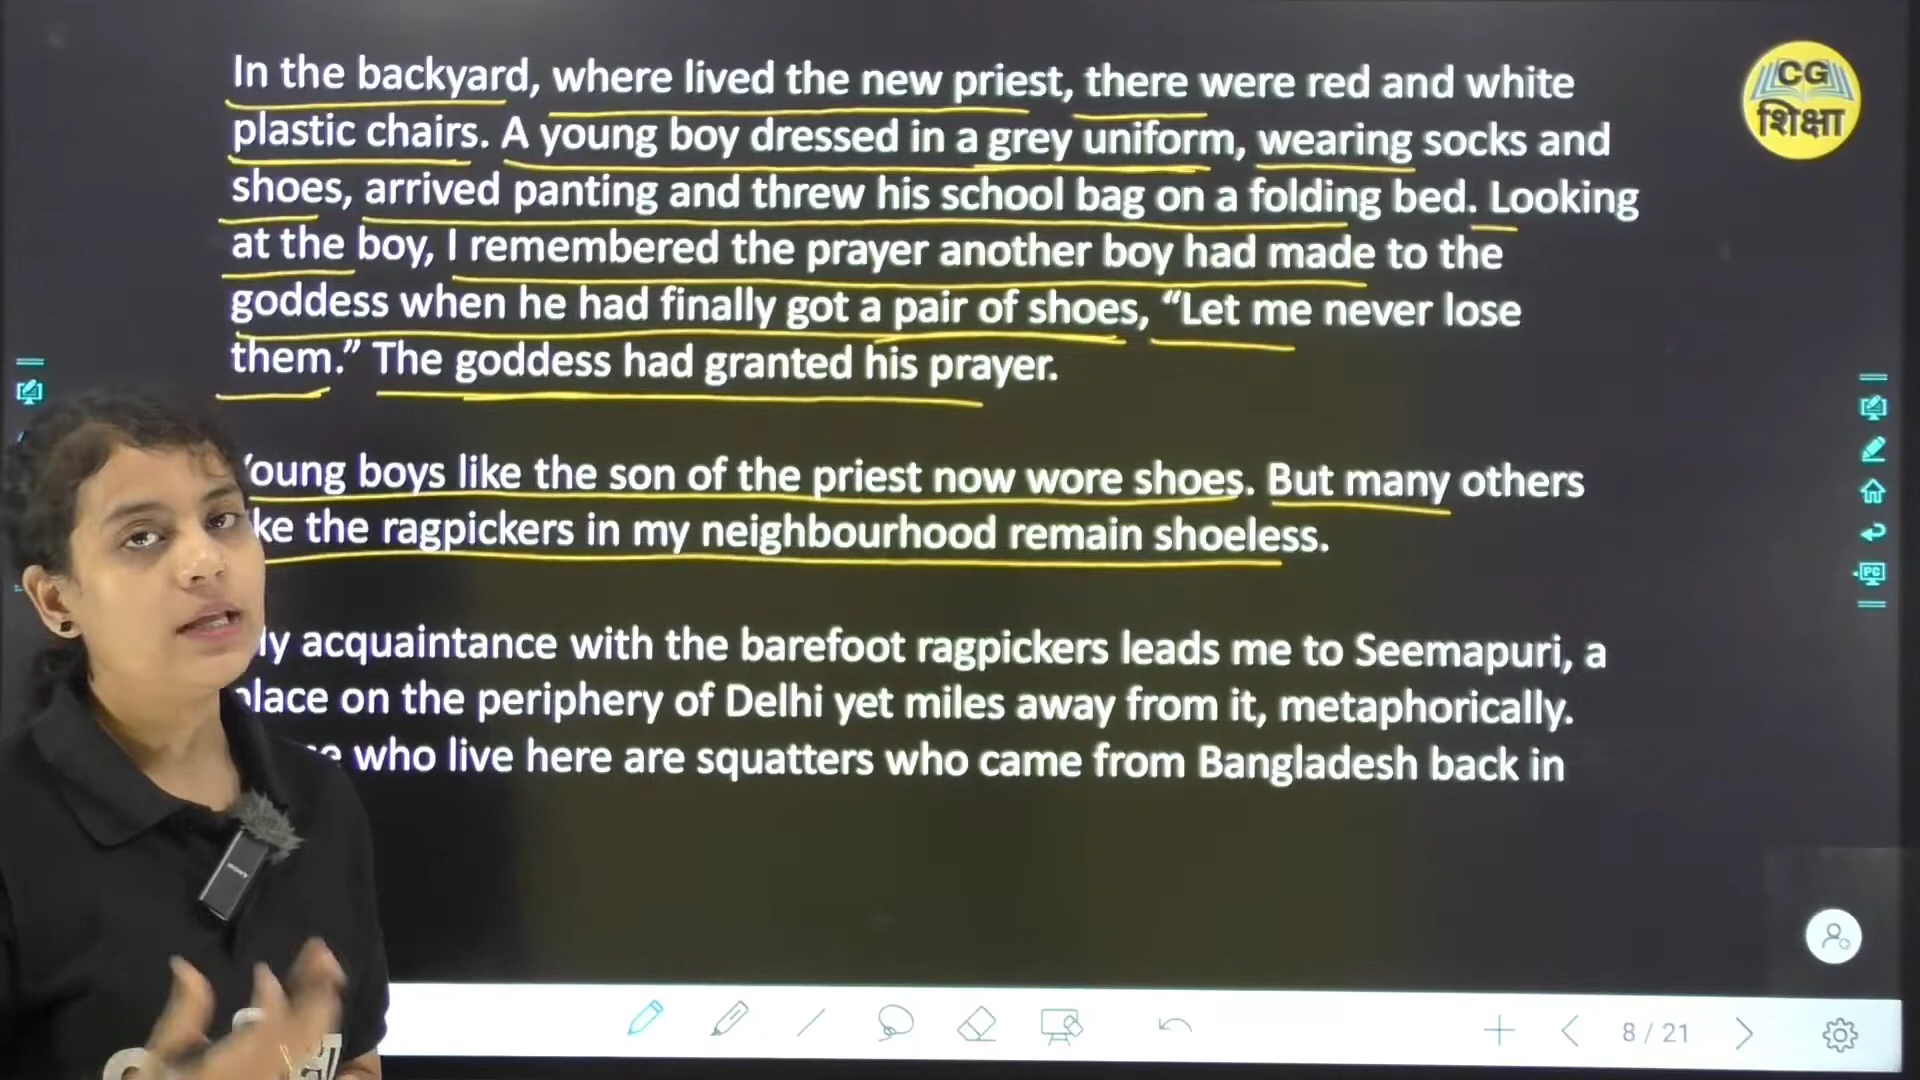 In the backyard, where lived the new priest, there were red and white
plastic chairs. A young boy dressed in a grey uniform, wearing socks and
shoes, arrived panting and threw his school bag on a folding bed. Looking
at the boy, I remembered the prayer another boy had made to the
goddess when he had finally got a pair of shoes, “Let me never lose
them.” The goddess had granted his prayer.
oung boys like the son of the priest now wore shoes. But many others
ke the ragpickers in my neighbourhood remain shoeless.
y acquaintance with the barefoot ragpickers leads me to Seemapuri, a
place on the periphery of Delhi yet miles away from it, metaphorically.
who live here are squatters who came from Bangladesh back in
CG
शिक्षा
PC
8 / 21